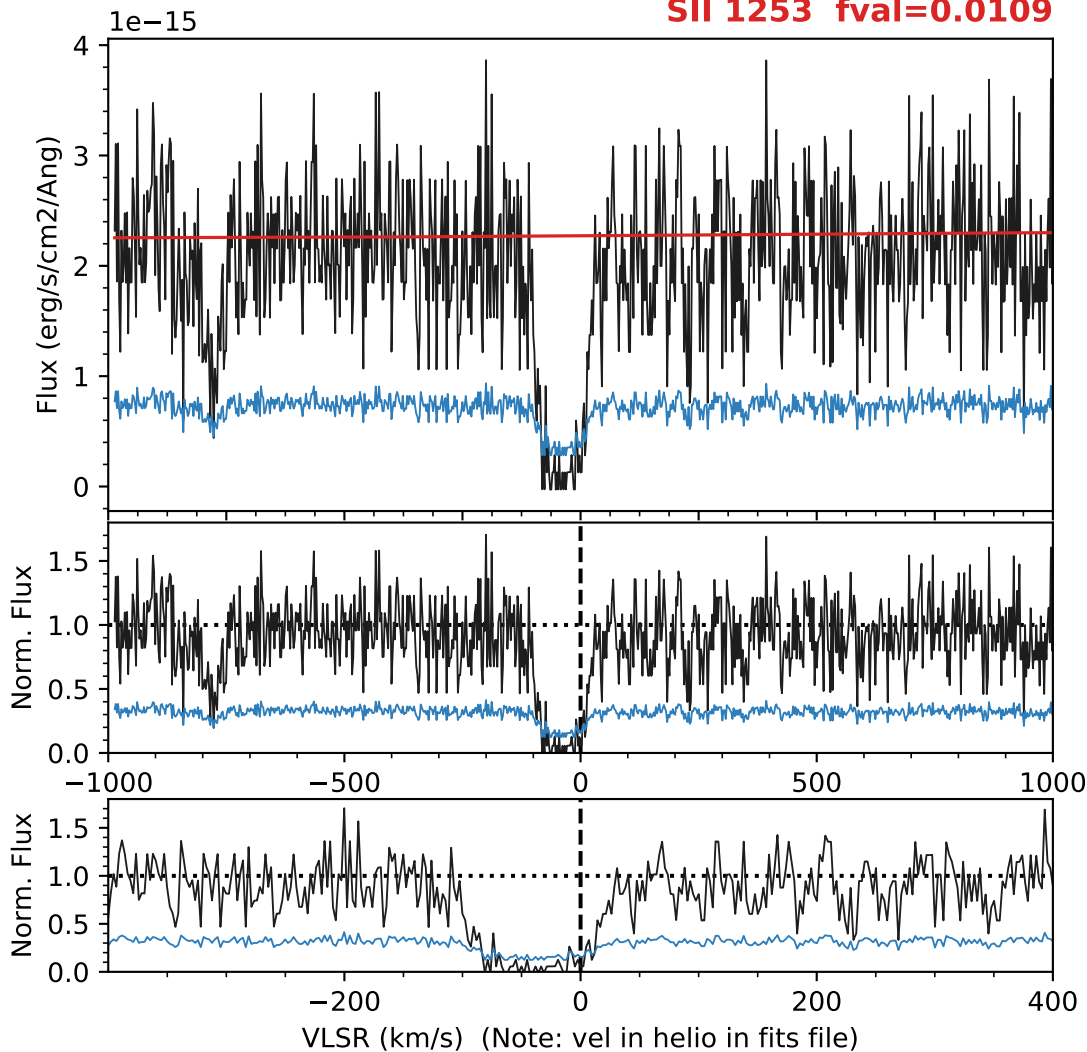 SII 1253 fval=0.0109
1e−15
4
3
2
1
0
Flux (erg/s/cm2/Ang)
1.5
1.0
0.5
0.0
Norm. Flux
−1000 −500 0 500 1000
1.5
1.0
0.5
0.0
Norm. Flux
−200 0 200 400
VLSR (km/s) (Note: vel in helio in fits file)